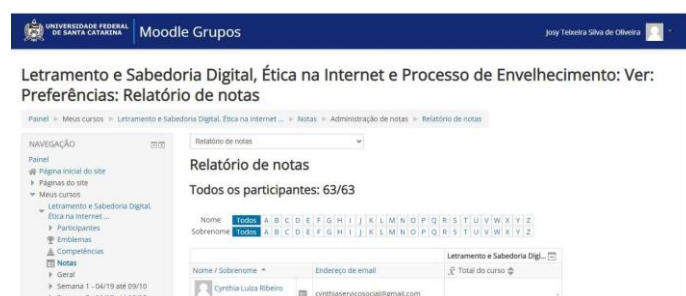 UNIVERSIDADE FEDERAL
DE SANTA CATARINA
Moodle Grupos
Josy Teixeira Silva de Oliveira
Letramento e Sabedoria Digital, Ética na Internet e Processo de Envelhecimento: Ver:
Preferências: Relatório de notas
Painel ▸ Meus cursos ▸ Letramento e Sabedoria Digital, Ética na Internet ... ▸ Notas ▸ Administração de notas ▸ Relatório de notas
NAVEGAÇÃO
Painel
Página inicial do site
Páginas do site
Meus cursos
Letramento e Sabedoria Digital,
Ética na Internet ...
Participantes
Emblemas
Competências
Notas
Geral
Semana 1 - 04/19 até 09/10
Relatório de notas
Relatório de notas
Todos os participantes: 63/63
Nome Todos A B C D E F G H I J K L M N O P Q R S T U V W X Y Z
Sobrenome Todos A B C D E F G H I J K L M N O P Q R S T U V W X Y Z
Letramento e Sabedoria Digi...
Nome / Sobrenome
Endereço de email
Total do curso
Cynthia Luiza Ribeiro
cynthiaservicosocial@gmail.com
-